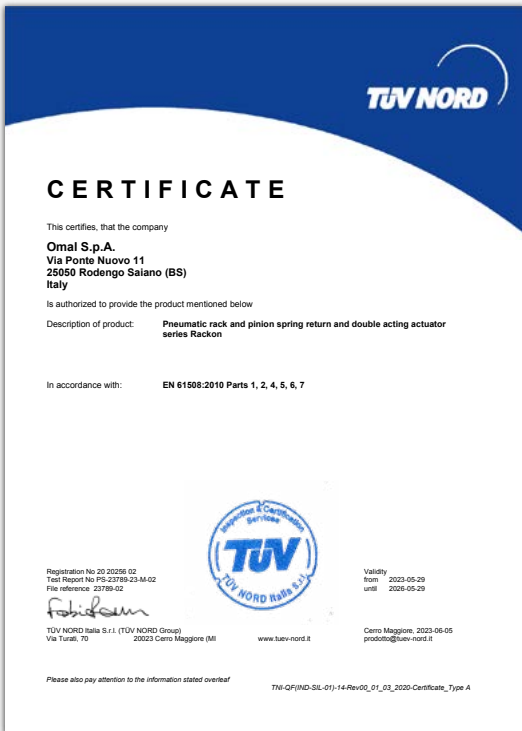 TÜV NORD
CERTIFICATE
This certifies, that the company
Omal S.p.A.
Via Ponte Nuovo 11
25050 Rodengo Saiano (BS)
Italy
Is authorized to provide the product mentioned below
Description of product: Pneumatic rack and pinion spring return and double acting actuator
series Rackon
In accordance with: EN 61508:2010 Parts 1, 2, 4, 5, 6, 7
Inspection & Certification
Services
TÜV
TÜV NORD Italia S.r.l.
Registration No 20 20256 02
Test Report No PS-23789-23-M-02
File reference 23789-02
Validity
from 2023-05-29
until 2026-05-29
TÜV NORD Italia S.r.l. (TÜV NORD Group)
Via Turati, 70 20023 Cerro Maggiore (MI www.tuev-nord.it
Cerro Maggiore, 2023-06-05
prodotto@tuev-nord.it
Please also pay attention to the information stated overleaf
TNI-QF(IND-SIL-01)-14-Rev00_01_03_2020-Certificate_Type A